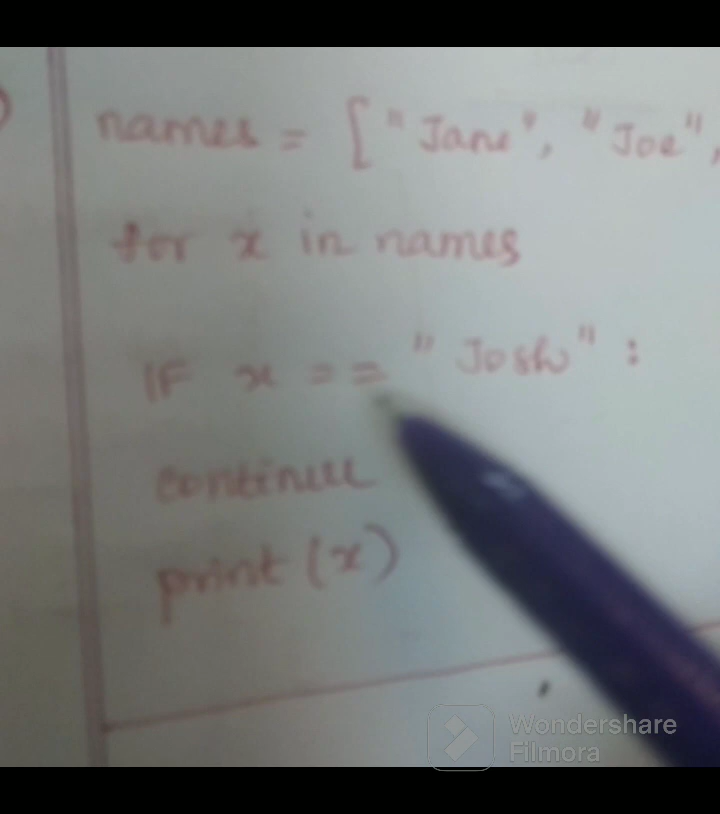 names = ["Jane", "Joe",
for x in names
IF x == "Josh" :
continue
print (x)
Wondershare
Filmora